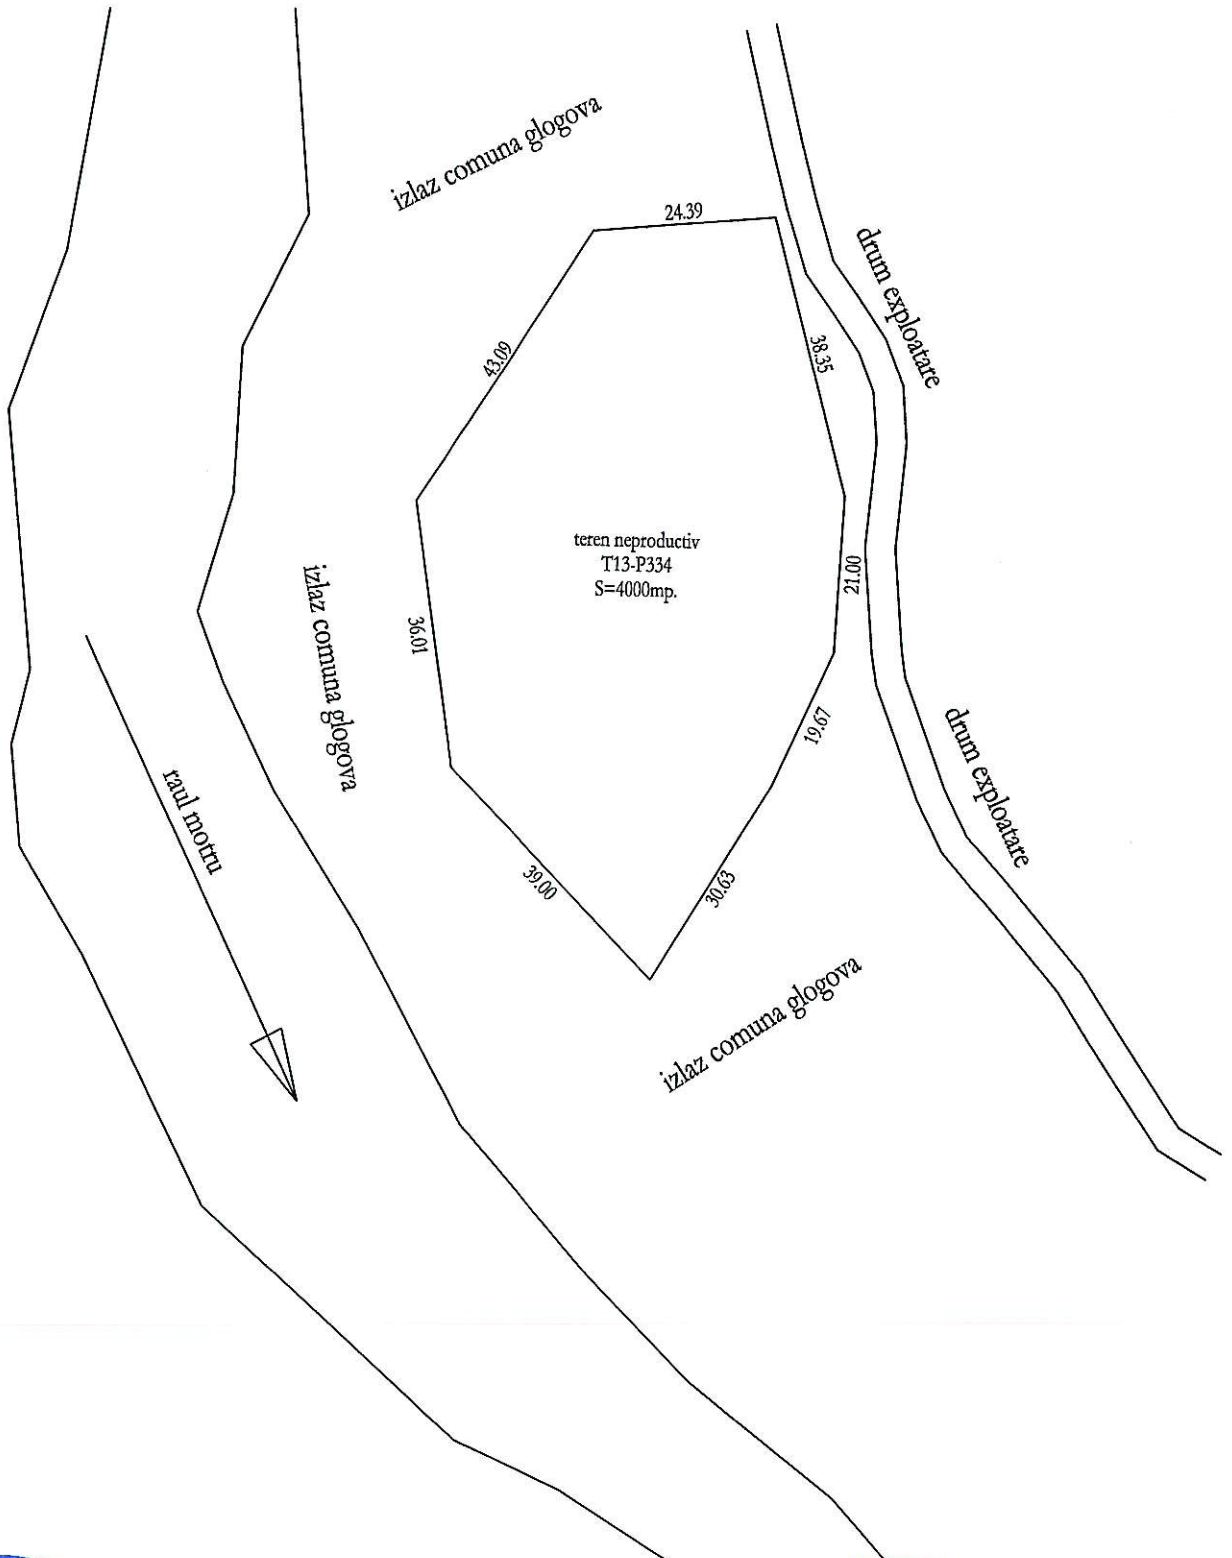 izlaz comuna glogova
24.39
drum exploatare
43.09
38.35
teren neproductiv
T13-P334
S=4000mp.
21.00
izlaz comuna glogova
36.01
19.67
drum exploatare
raul motru
39.00
30.63
izlaz comuna glogova